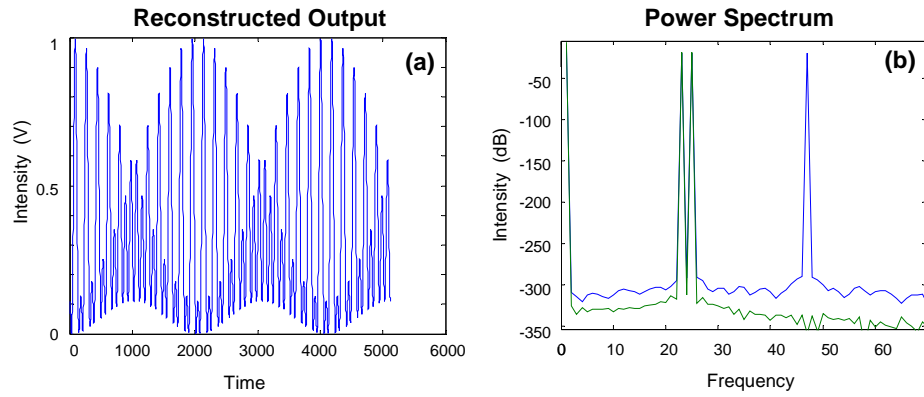 Reconstructed Output
(a)
Intensity (V)
1
0.5
0
0 1000 2000 3000 4000 5000 6000
Time
Power Spectrum
(b)
Intensity (dB)
-50
-100
-150
-200
-250
-300
-350
0 10 20 30 40 50 60
Frequency